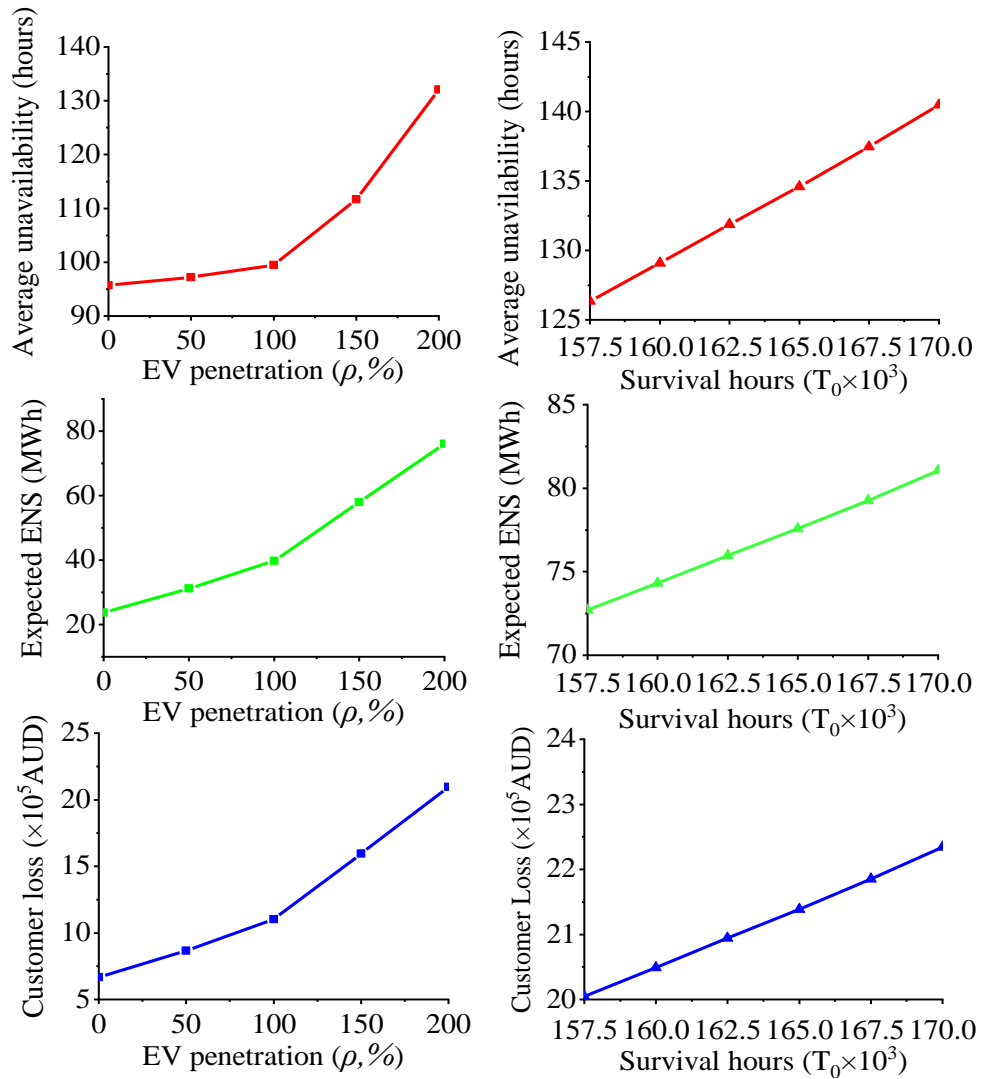 Average unavailability (hours)
140
130
120
110
100
90
0 50 100 150 200
EV penetration (ρ,%)
Average unavilability (hours)
145
140
135
130
125
157.5 160.0 162.5 165.0 167.5 170.0
Survival hours (T₀×10³)
Expected ENS (MWh)
80
60
40
20
0 50 100 150 200
EV penetration (ρ,%)
Expected ENS (MWh)
85
80
75
70
157.5 160.0 162.5 165.0 167.5 170.0
Survival hours (T₀×10³)
Customer loss (×10⁵AUD)
25
20
15
10
5
0 50 100 150 200
EV penetration (ρ,%)
Customer Loss (×10⁵AUD)
24
23
22
21
20
157.5 160.0 162.5 165.0 167.5 170.0
Survival hours (T₀×10³)